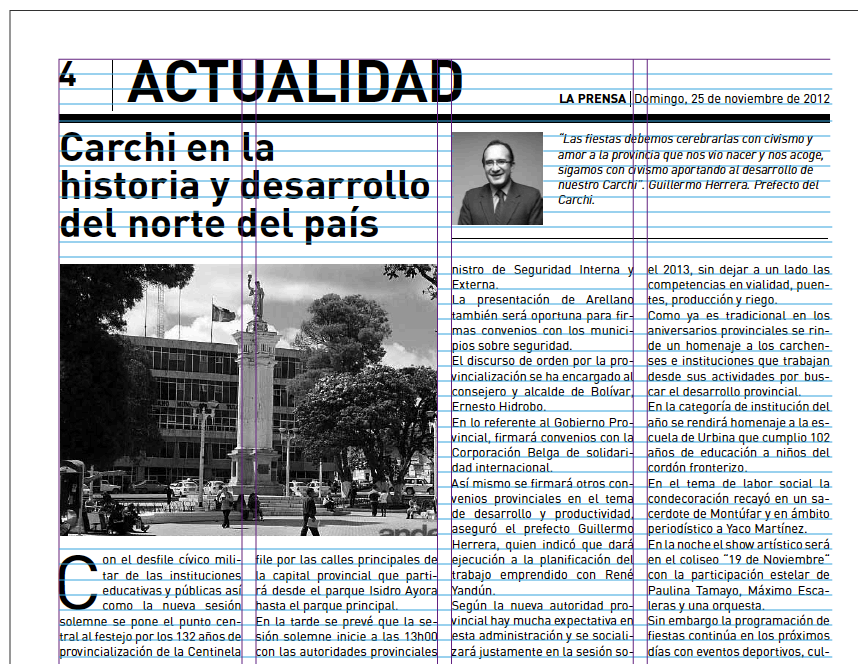 4
ACTUALIDAD
LA PRENSA Domingo, 25 de noviembre de 2012
Carchi en la
historia y desarrollo
del norte del país
“Las fiestas debemos cerebrarlas con civismo y
amor a la provincia que nos vio nacer y nos acoge,
sigamos con civismo aportando al desarrollo de
nuestro Carchi”. Guillermo Herrera. Prefecto del
Carchi.
ande
Con el desfile cívico mili-
tar de las instituciones
educativas y públicas así
como la nueva sesión
solemne se pone el punto cen-
tral al festejo por los 132 años de
provincialización de la Centinela
file por las calles principales de
la capital provincial que parti-
rá desde el parque Isidro Ayora
hasta el parque principal.
En la tarde se prevé que la se-
sión solemne inicie a las 13h00
con las autoridades provinciales
nistro de Seguridad Interna y
Externa.
La presentación de Arellano
también será oportuna para fir-
mas convenios con los munici-
pios sobre seguridad.
El discurso de orden por la pro-
vincialización se ha encargado al
consejero y alcalde de Bolívar,
Ernesto Hidrobo.
En lo referente al Gobierno Pro-
vincial, firmará convenios con la
Corporación Belga de solidari-
dad internacional.
Así mismo se firmará otros con-
venios provinciales en el tema
de desarrollo y productividad,
aseguró el prefecto Guillermo
Herrera, quien indicó que dará
ejecución a la planificación del
trabajo emprendido con René
Yandún.
Según la nueva autoridad pro-
vincial hay mucha expectativa en
esta administración y se sociali-
zará justamente en la sesión so-
el 2013, sin dejar a un lado las
competencias en vialidad, puen-
tes, producción y riego.
Como ya es tradicional en los
aniversarios provinciales se rin-
de un homenaje a los carchen-
ses e instituciones que trabajan
desde sus actividades por bus-
car el desarrollo provincial.
En la categoría de institución del
año se rendirá homenaje a la es-
cuela de Urbina que cumplio 102
años de educación a niños del
cordón fronterizo.
En el tema de labor social la
condecoración recayó en un sa-
cerdote de Montúfar y en ámbito
periodístico a Yaco Martínez.
En la noche el show artístico será
en el coliseo “19 de Noviembre”
con la participación estelar de
Paulina Tamayo, Máximo Esca-
leras y una orquesta.
Sin embargo la programación de
fiestas continúa en los próximos
días con eventos deportivos, cul-